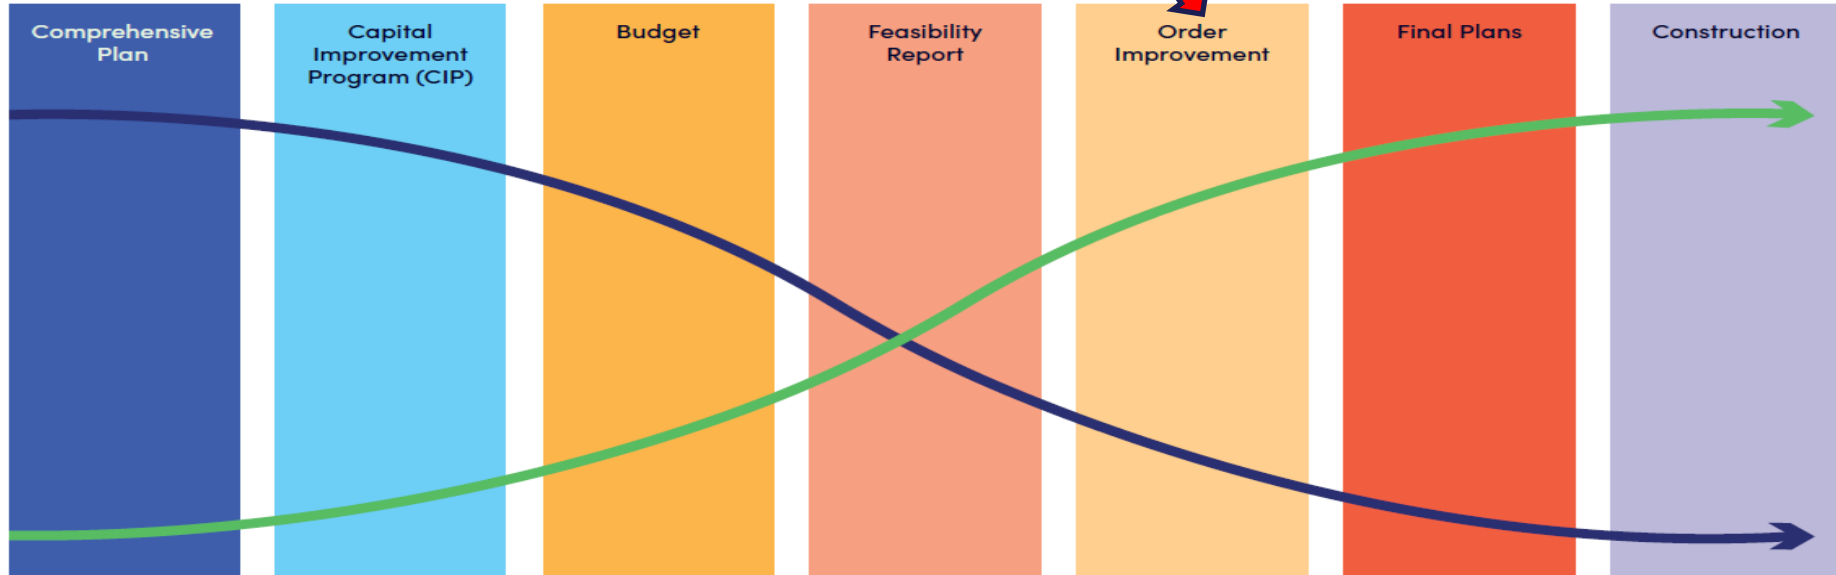 Comprehensive
Plan
Capital
Improvement
Program (CIP)
Budget
Feasibility
Report
Order
Improvement
Final Plans
Construction